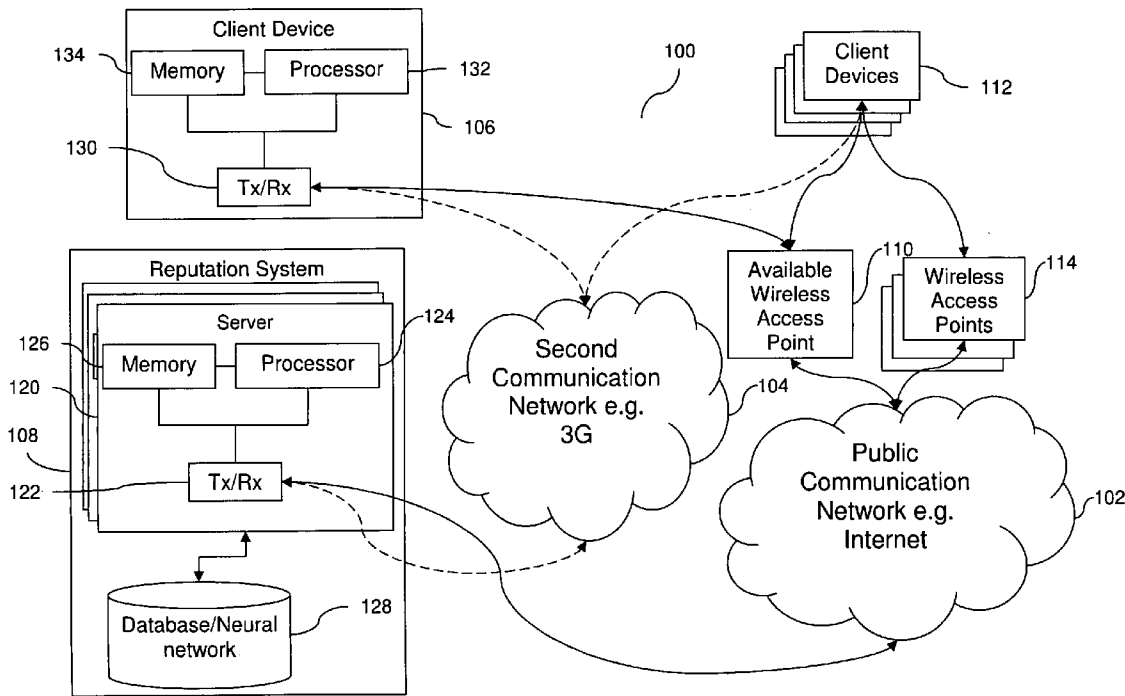 Client Device
134
Memory
Processor
132
106
130
Tx/Rx
100
Client
Devices
112
Reputation System
Server
124
126
Memory
Processor
120
108
122
Tx/Rx
Database/Neural
network
128
Second
Communication
Network e.g.
3G
104
Available
Wireless
Access
Point
110
Wireless
Access
Points
114
Public
Communication
Network e.g.
Internet
102